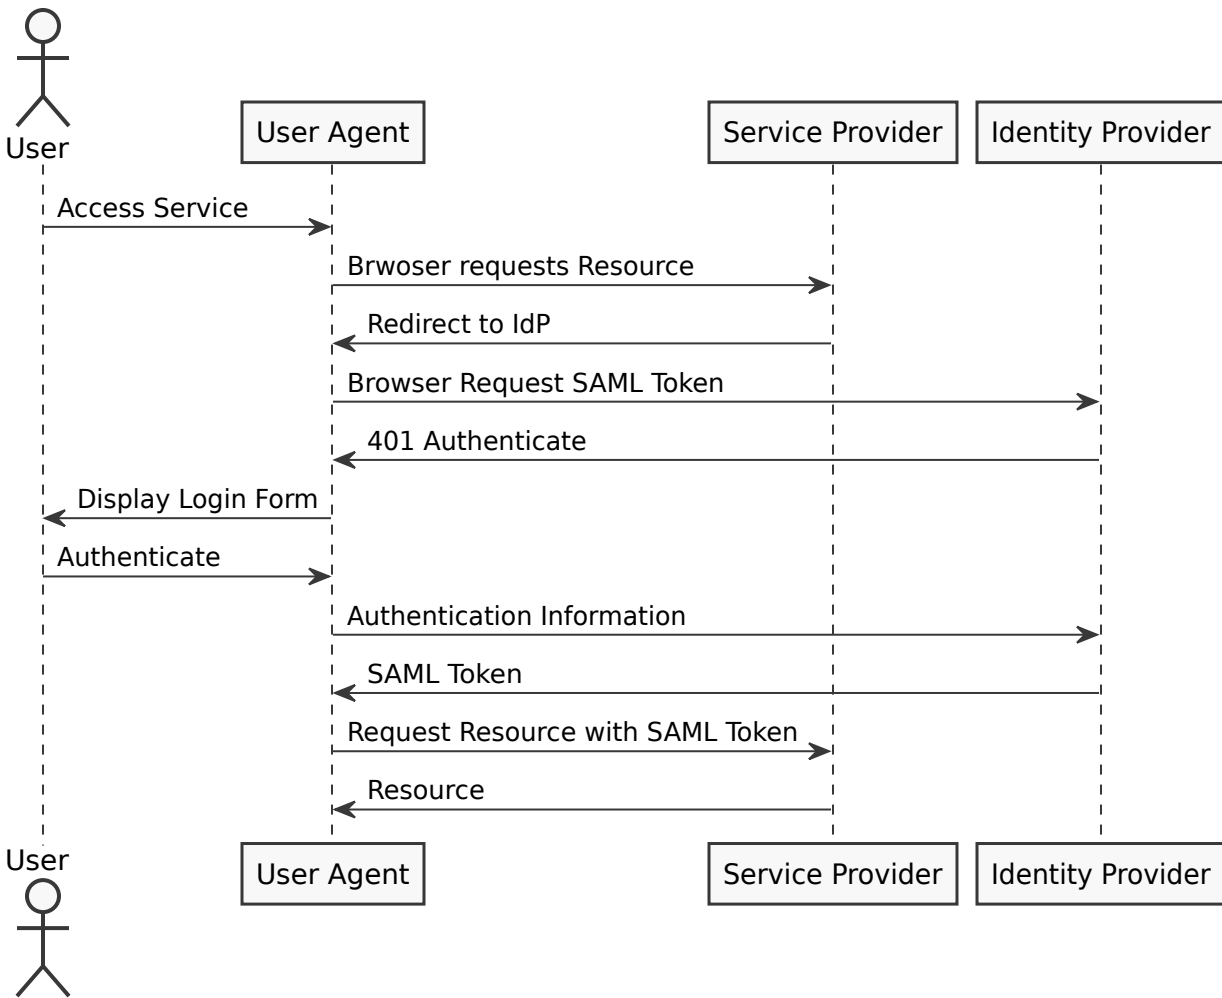 User
User Agent
Service Provider
Identity Provider
Access Service
Brwoser requests Resource
Redirect to IdP
Browser Request SAML Token
401 Authenticate
Display Login Form
Authenticate
Authentication Information
SAML Token
Request Resource with SAML Token
Resource
User
User Agent
Service Provider
Identity Provider